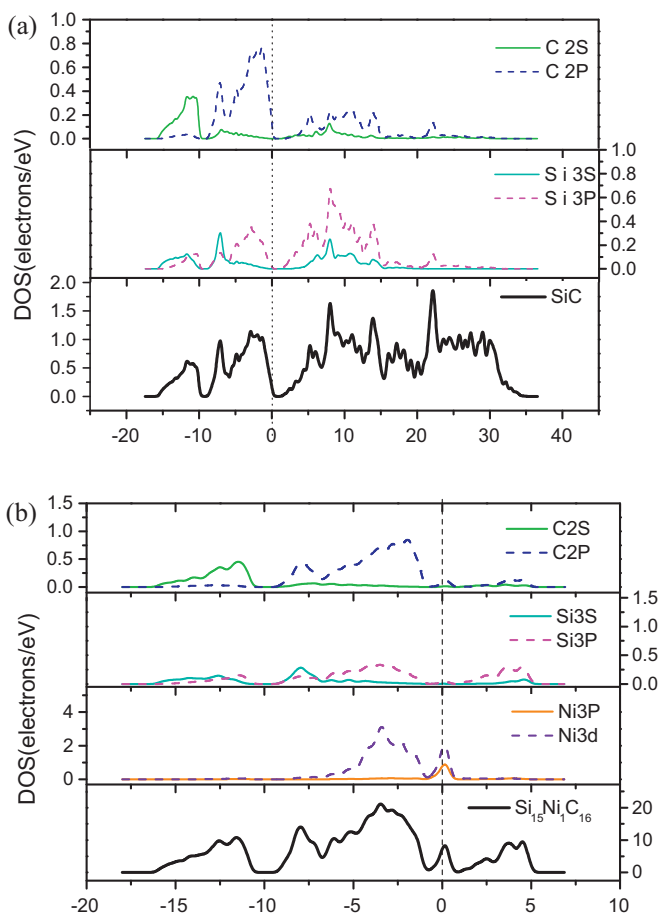 (a)
1.0
0.8
0.6
0.4
0.2
0.0
C 2S
C 2P
1.0
0.8
0.6
0.4
0.2
0.0
S i 3S
S i 3P
2.0
1.5
1.0
0.5
0.0
SiC
DOS(electrons/eV)
-20 -10 0 10 20 30 40
(b)
1.5
1.0
0.5
0.0
C2S
C2P
1.5
1.0
0.5
0.0
Si3S
Si3P
4
2
0
Ni3P
Ni3d
20
10
0
Si₁₅Ni₁C₁₆
DOS(electrons/eV)
-20 -15 -10 -5 0 5 10